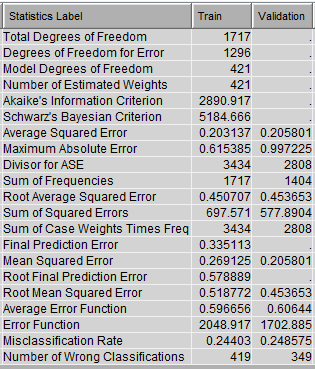 Statistics Label Train Validation
Total Degrees of Freedom 1717 .
Degrees of Freedom for Error 1296 .
Model Degrees of Freedom 421 .
Number of Estimated Weights 421 .
Akaike's Information Criterion 2890.917 .
Schwarz's Bayesian Criterion 5184.666 .
Average Squared Error 0.203137 0.205801
Maximum Absolute Error 0.615385 0.997225
Divisor for ASE 3434 2808
Sum of Frequencies 1717 1404
Root Average Squared Error 0.450707 0.453653
Sum of Squared Errors 697.571 577.8904
Sum of Case Weights Times Freq 3434 2808
Final Prediction Error 0.335113 .
Mean Squared Error 0.269125 0.205801
Root Final Prediction Error 0.578889 .
Root Mean Squared Error 0.518772 0.453653
Average Error Function 0.596656 0.60644
Error Function 2048.917 1702.885
Misclassification Rate 0.24403 0.248575
Number of Wrong Classifications 419 349